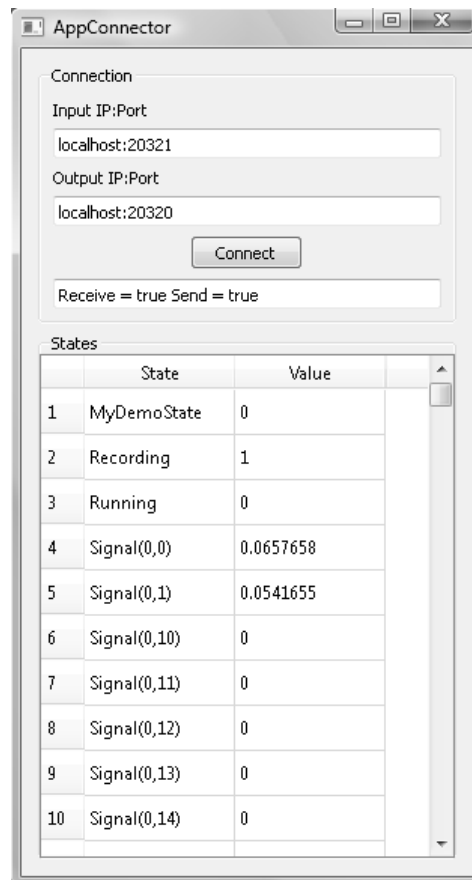 AppConnector
Connection
Input IP:Port
localhost:20321
Output IP:Port
localhost:20320
Connect
Receive = true Send = true
States
State Value
1 MyDemoState 0
2 Recording 1
3 Running 0
4 Signal(0,0) 0.0657658
5 Signal(0,1) 0.0541655
6 Signal(0,10) 0
7 Signal(0,11) 0
8 Signal(0,12) 0
9 Signal(0,13) 0
10 Signal(0,14) 0